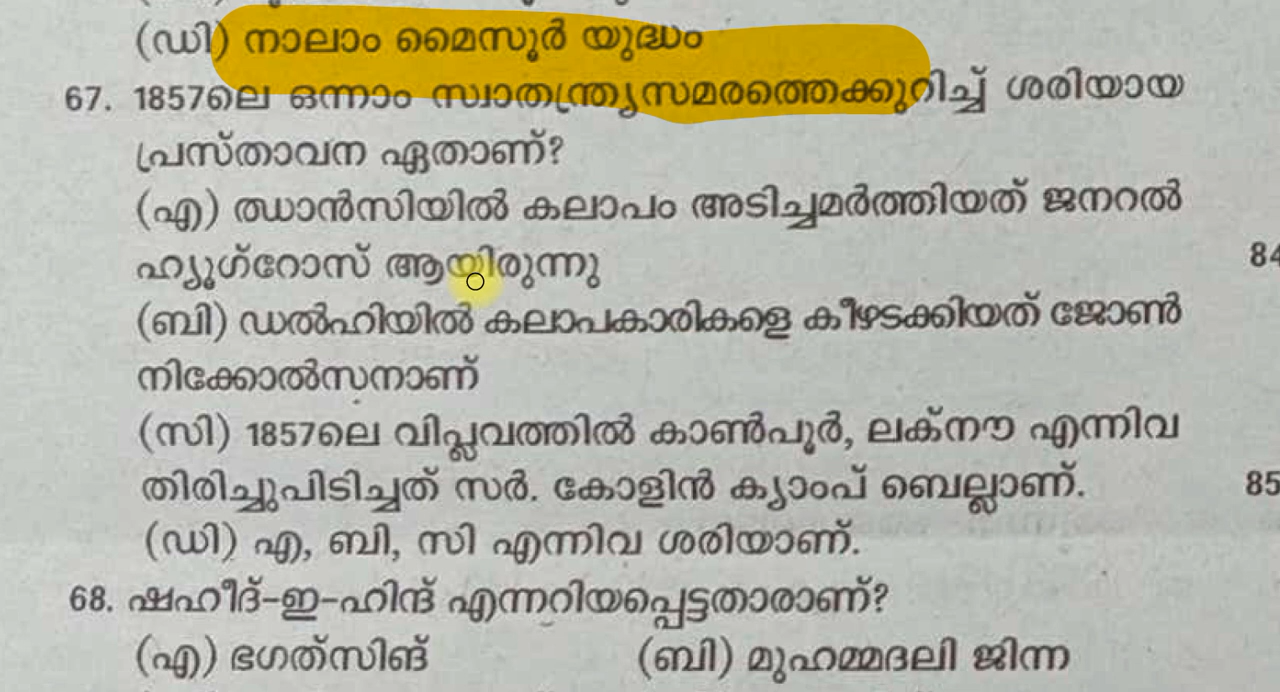 (ഡി) നാലാം മൈസൂർ യുദ്ധം
67. 1857ലെ ഒന്നാം സ്വാതന്ത്ര്യസമരത്തെക്കുറിച്ച് ശരിയായ
പ്രസ്താവന ഏതാണ്?
(എ) ഝാൻസിയിൽ കലാപം അടിച്ചമർത്തിയത് ജനറൽ
ഹ്യൂഗ്റോസ് ആയിരുന്നു
84
(ബി) ഡൽഹിയിൽ കലാപകാരികളെ കീഴടക്കിയത് ജോൺ
നിക്കോൽസനാണ്
(സി) 1857ലെ വിപ്ലവത്തിൽ കാൺപൂർ, ലക്നൗ എന്നിവ
തിരിച്ചുപിടിച്ചത് സർ. കോളിൻ ക്യാംപ് ബെല്ലാണ്.
85
(ഡി) എ, ബി, സി എന്നിവ ശരിയാണ്.
68. ഷഹീദ്-ഇ-ഹിന്ദ് എന്നറിയപ്പെട്ടതാരാണ്?
(എ) ഭഗത്സിങ് (ബി) മുഹമ്മദലി ജിന്ന